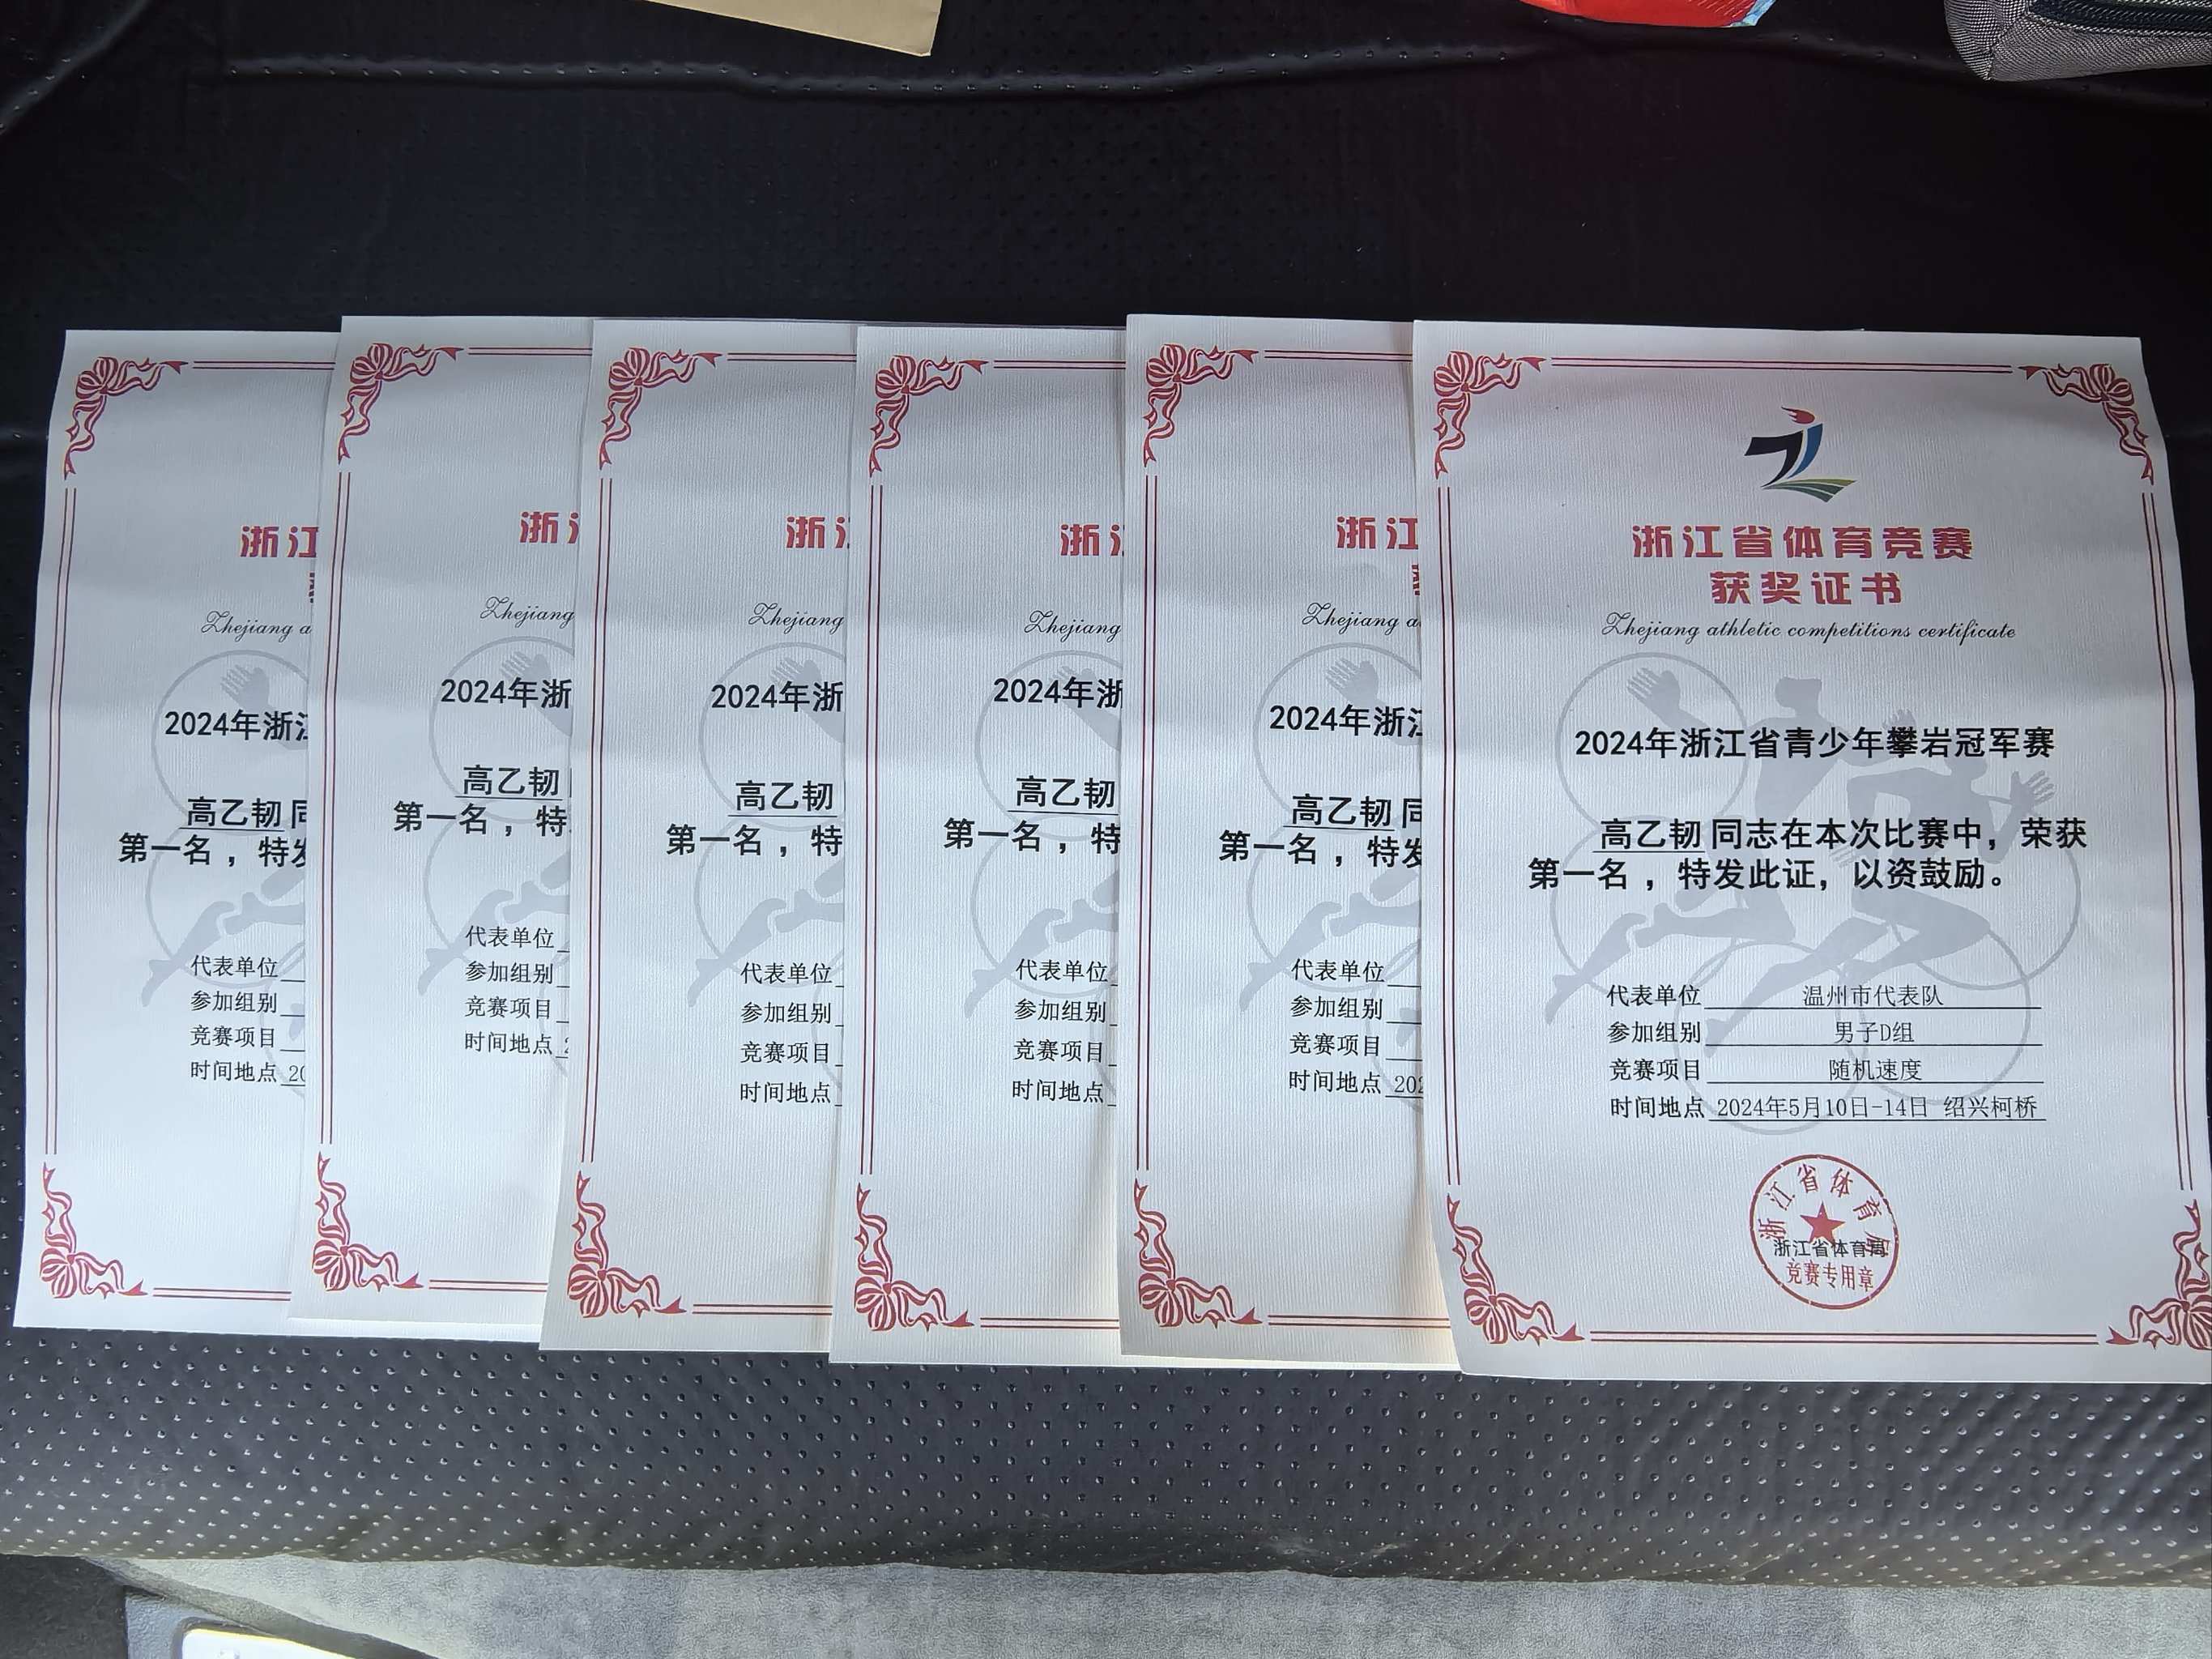 浙江
Zhejiang a
2024年浙江
高乙韧 同
第一名，特发
代表单位
参加组别
竞赛项目
时间地点 20
浙
Zhejiang
2024年浙
高乙韧
第一名，特
代表单位
参加组别
竞赛项目
时间地点 2
浙
Zhejiang
2024年浙
高乙韧
第一名，特
代表单位
参加组别
竞赛项目
时间地点
浙
Zhejiang
2024年浙
高乙韧
第一名，特
代表单位
参加组别
竞赛项目
时间地点
浙江
Zhejiang a
2024年浙江
高乙韧 同
第一名，特发
代表单位
参加组别
竞赛项目
时间地点 202
浙江省体育竞赛
获奖证书
Zhejiang athletic competitions certificate
2024年浙江省青少年攀岩冠军赛
高乙韧 同志在本次比赛中，荣获
第一名，特发此证，以资鼓励。
代表单位 温州市代表队
参加组别 男子D组
竞赛项目 随机速度
时间地点 2024年5月10日-14日 绍兴柯桥
浙江省体育局
浙江省体育局
竞赛专用章